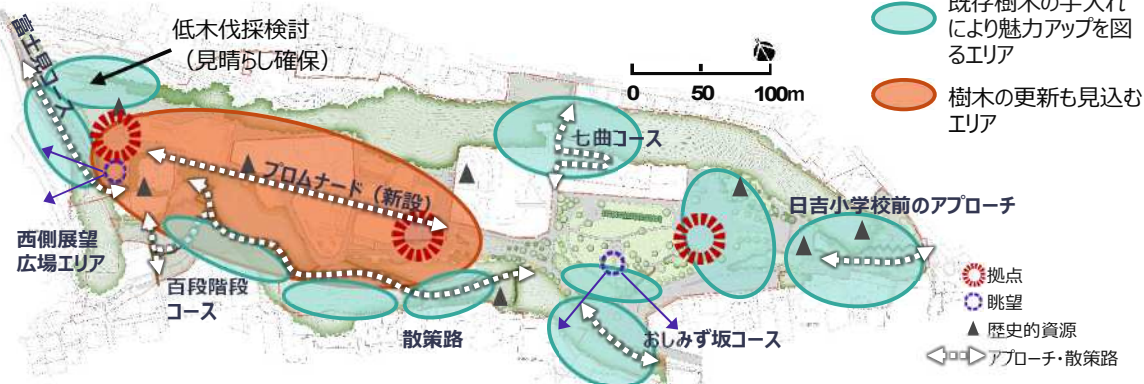 既存樹木の手入れ
により魅力アップを図
るエリア
樹木の更新も見込む
エリア
低木伐採検討
（見晴らし確保）
富士見コース
0 50 100m
七曲コース
プロムナード（新設）
日吉小学校前のアプローチ
西側展望
広場エリア
百段階段
コース
散策路
おしみず坂コース
拠点
眺望
歴史的資源
アプローチ・散策路